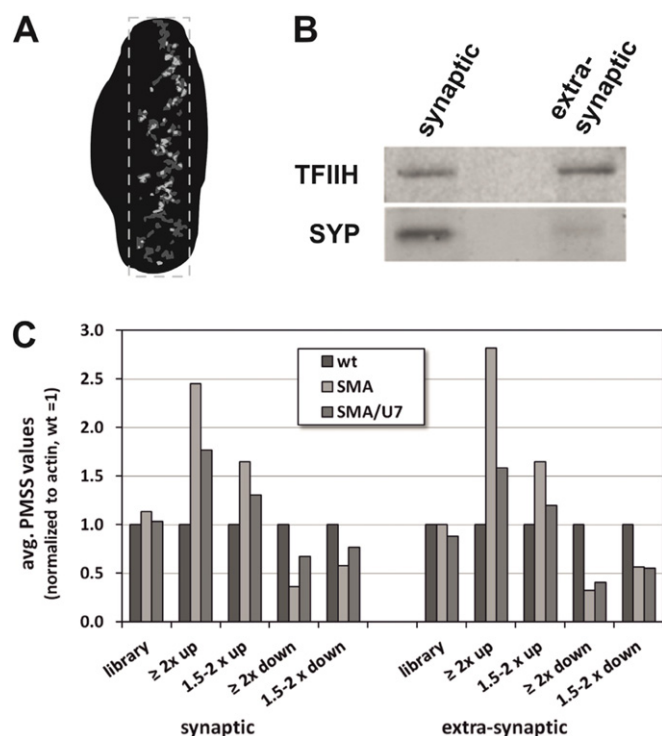 A
B
synaptic
extra-
synaptic
TFIIH
SYP
C
avg. PMSS values
(normalized to actin, wt =1)
3.0
2.5
2.0
1.5
1.0
0.5
0.0
wt
SMA
SMA/U7
library
≥ 2x up
1.5-2 x up
≥ 2x down
1.5-2 x down
library
≥ 2x up
1.5-2 x up
≥ 2x down
1.5-2 x down
synaptic
extra-synaptic